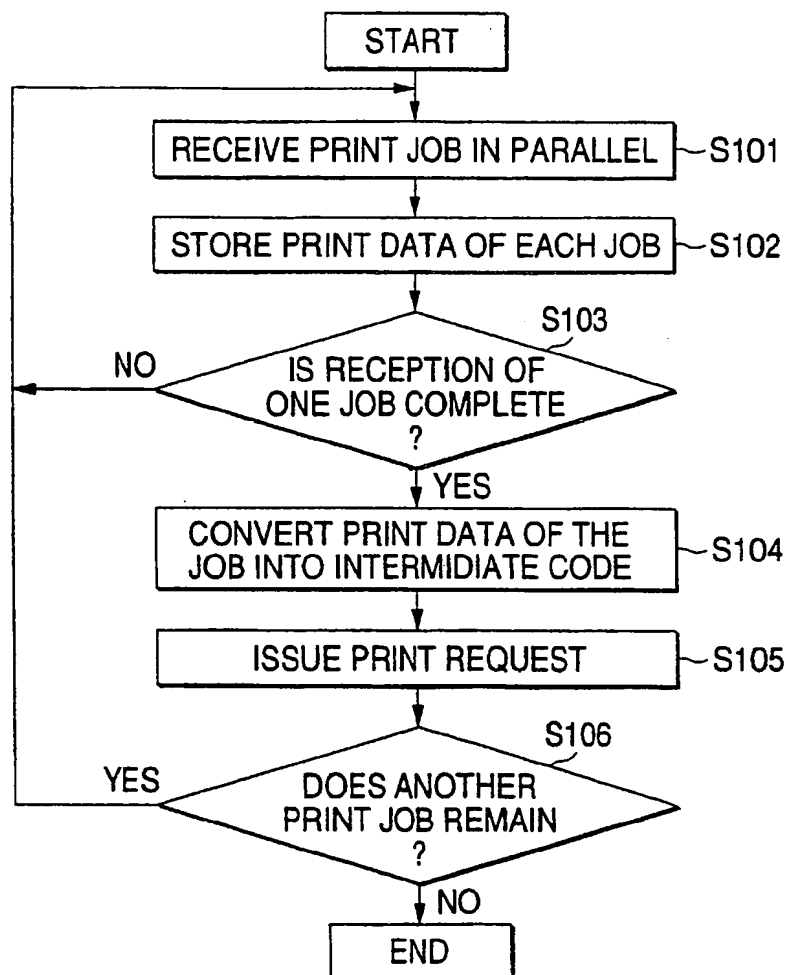 START
RECEIVE PRINT JOB IN PARALLEL
S101
STORE PRINT DATA OF EACH JOB
S102
S103
NO
IS RECEPTION OF
ONE JOB COMPLETE
?
YES
CONVERT PRINT DATA OF THE
JOB INTO INTERMIDIATE CODE
S104
ISSUE PRINT REQUEST
S105
S106
YES
DOES ANOTHER
PRINT JOB REMAIN
?
NO
END